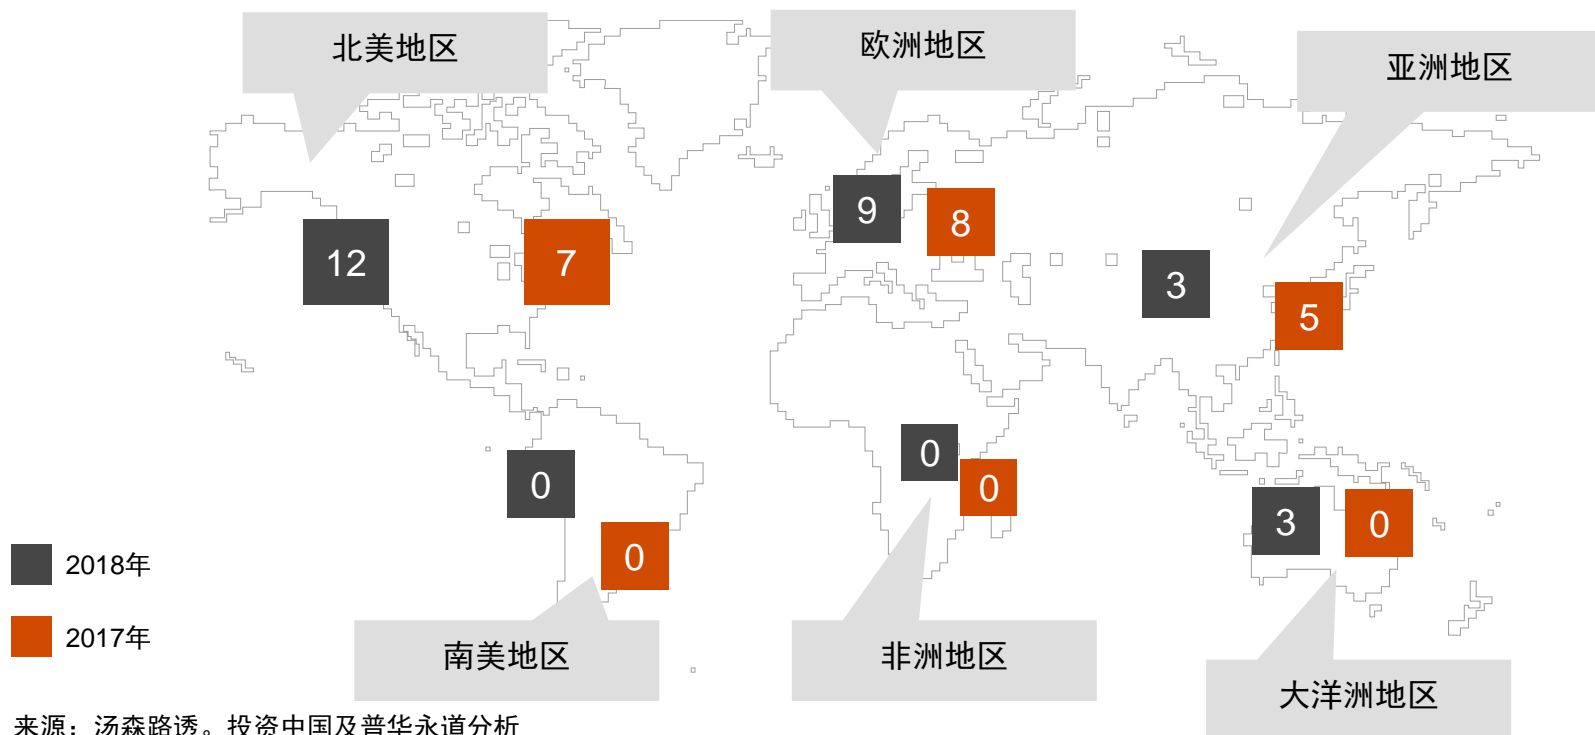 北美地区
欧洲地区
亚洲地区
9
8
12
7
3
5
0
0
0
0
3
0
2018年
2017年
南美地区
非洲地区
大洋洲地区
来源：汤森路透。投资中国及普华永道分析